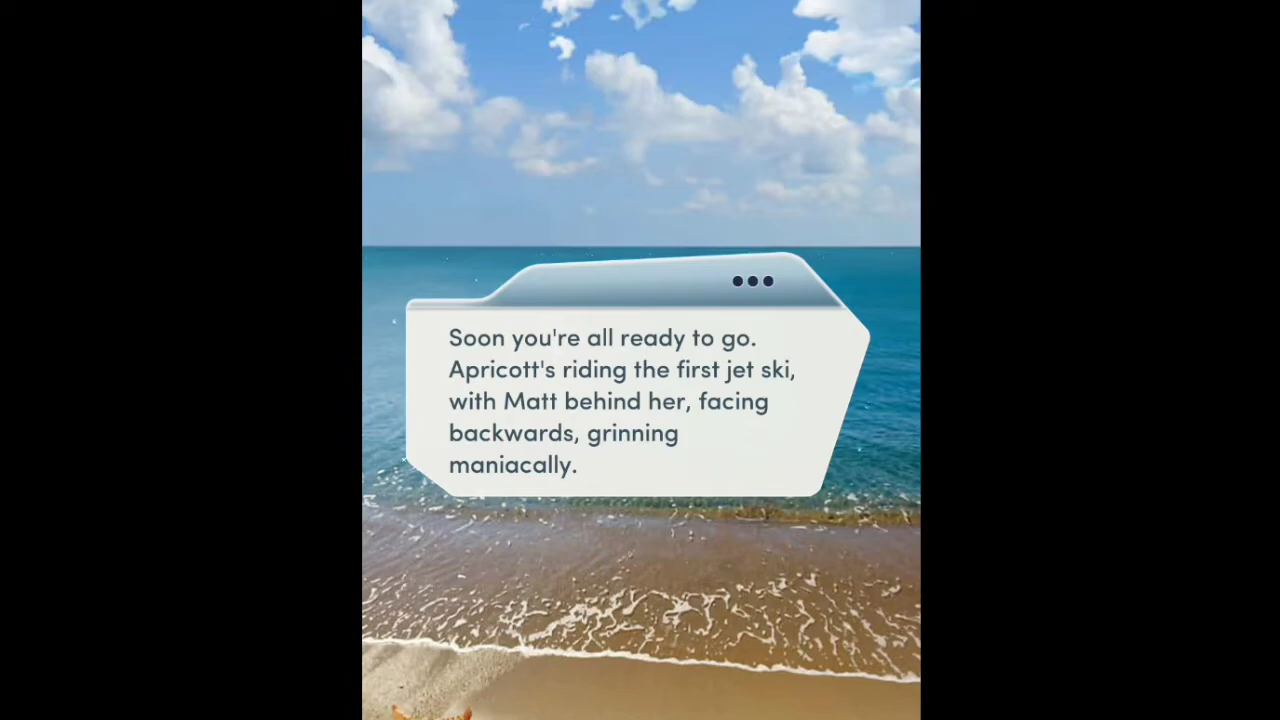 Soon you're all ready to go.
Apricott's riding the first jet ski,
with Matt behind her, facing
backwards, grinning
maniacally.